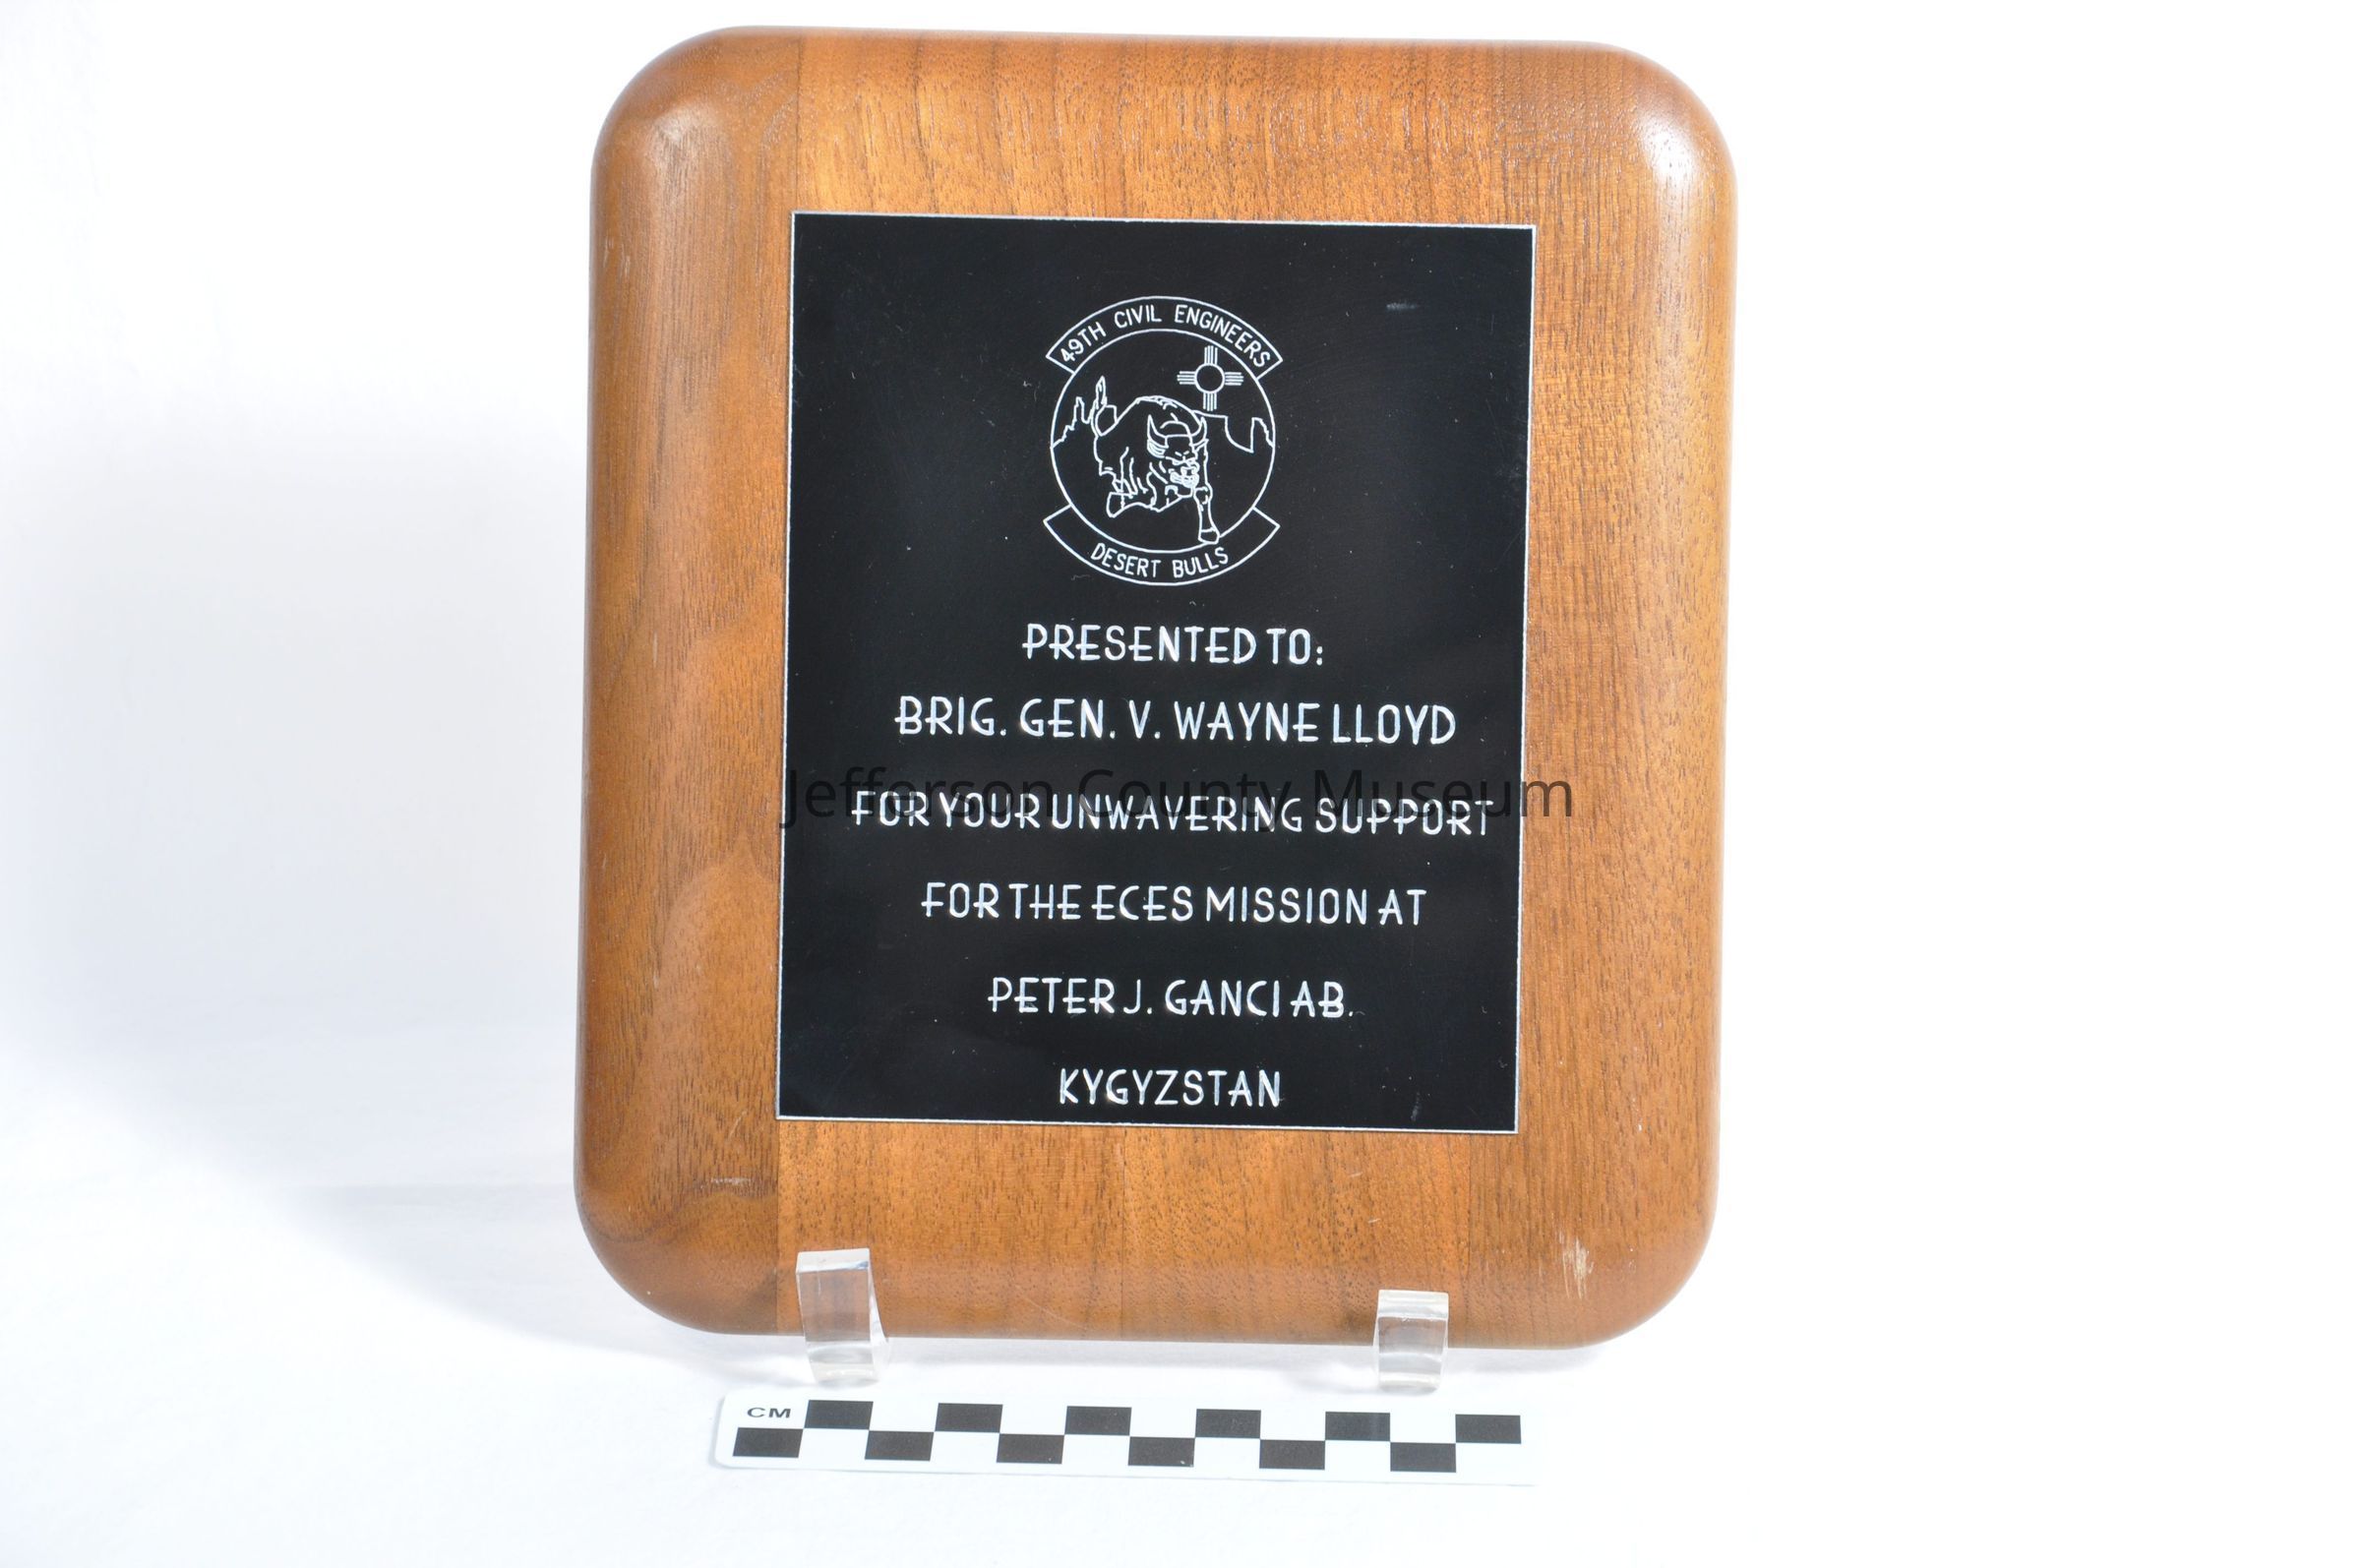 49TH CIVIL ENGINEERS
DESERT BULLS
PRESENTED TO:
BRIG. GEN. V. WAYNE LLOYD
Jefferson County Museum
FOR YOUR UNWAVERING SUPPORT
FOR THE ECES MISSION AT
PETER J. GANCI AB.
KYGYZSTAN
CM